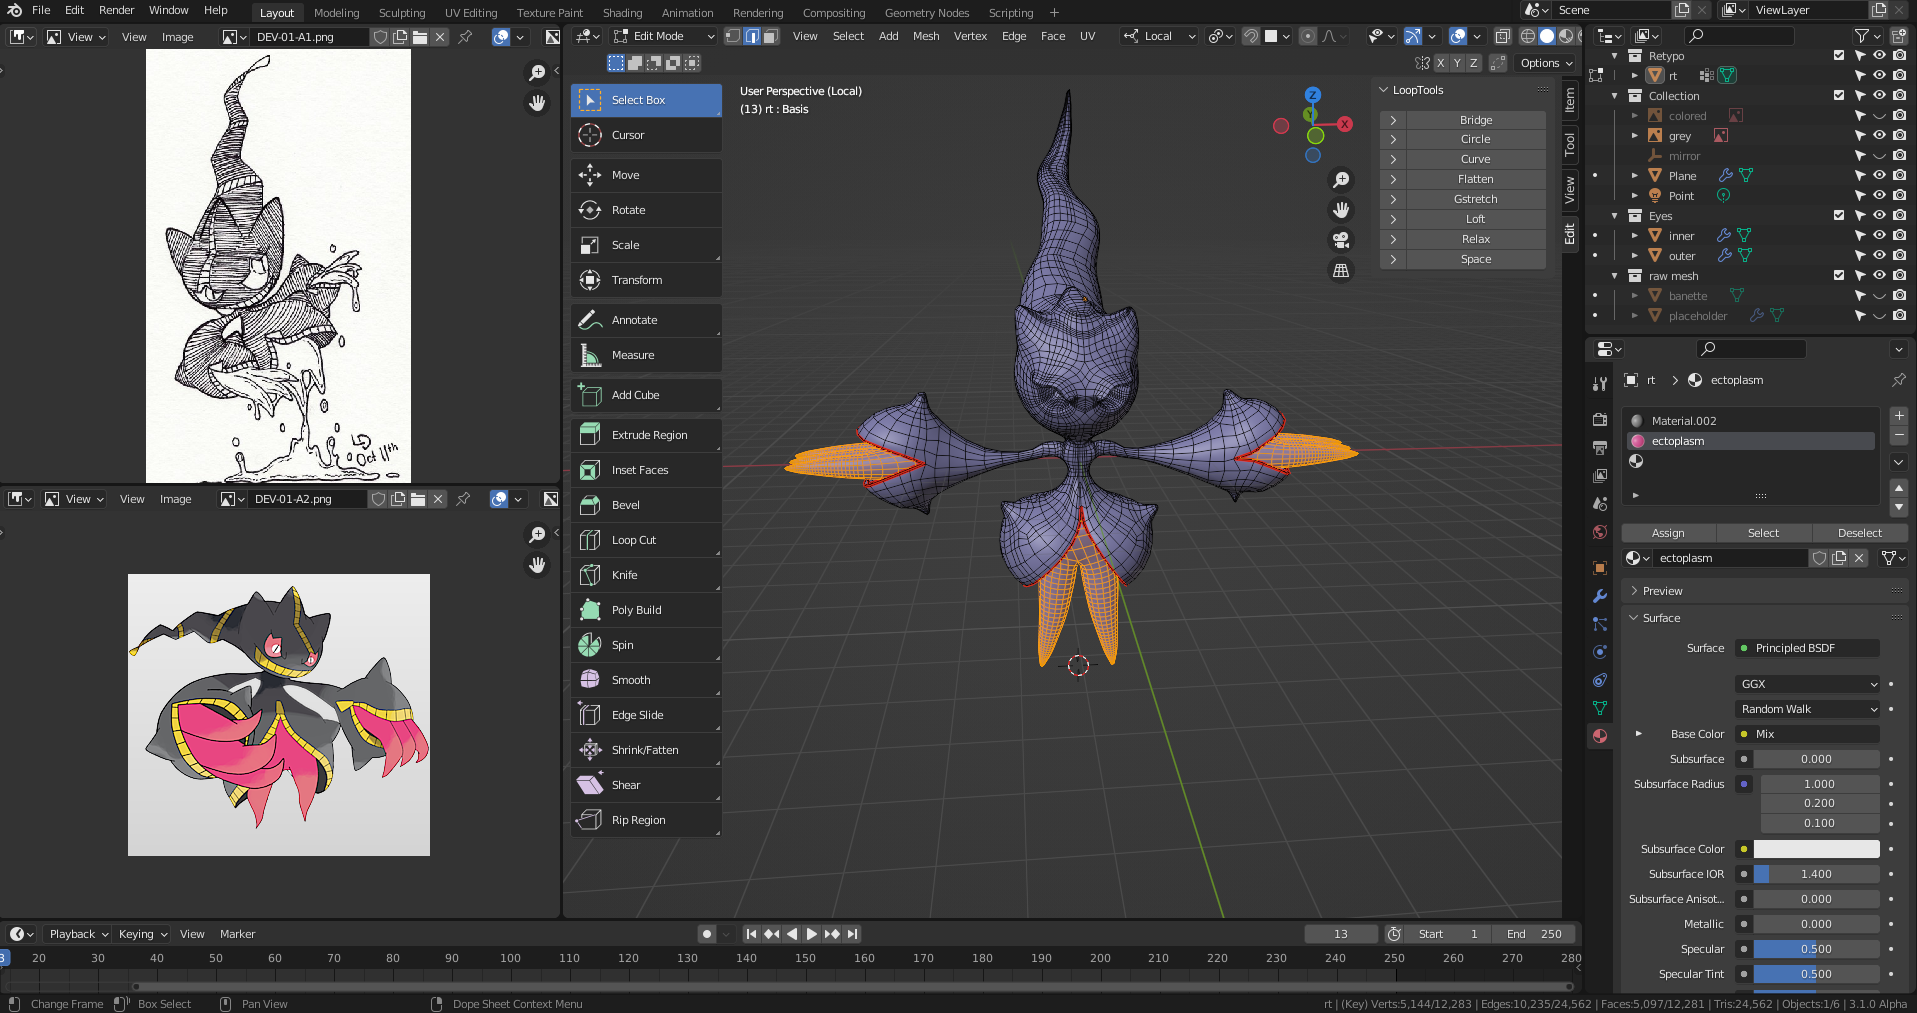 File Edit Render Window Help Layout Modeling Sculpting UV Editing Texture Paint Shading Animation Rendering Compositing Geometry Nodes Scripting + Scene ViewLayer
View View Image DEV-01-A1.png
Oct 11th
View View Image DEV-01-A2.png
Edit Mode View Select Add Mesh Vertex Edge Face UV Local
X Y Z Options
Select Box
Cursor
Move
Rotate
Scale
Transform
Annotate
Measure
Add Cube
Extrude Region
Inset Faces
Bevel
Loop Cut
Knife
Poly Build
Spin
Smooth
Edge Slide
Shrink/Fatten
Shear
Rip Region
User Perspective (Local)
(13) rt : Basis
Z
Y
X
LoopTools
Bridge
Circle
Curve
Flatten
Gstretch
Loft
Relax
Space
Item
Tool
View
Edit
Retypo
rt
Collection
colored
grey
mirror
Plane
Point
Eyes
inner
outer
raw mesh
banette
placeholder
rt ectoplasm
Material.002
ectoplasm
Assign Select Deselect
ectoplasm
Preview
Surface
Surface Principled BSDF
GGX
Random Walk
Base Color Mix
Subsurface 0.000
Subsurface Radius 1.000
0.200
0.100
Subsurface Color
Subsurface IOR 1.400
Subsurface Anisot... 0.000
Metallic 0.000
Specular 0.500
Specular Tint 0.500
Playback Keying View Marker 13 Start 1 End 250
3 20 30 40 50 60 70 80 90 100 110 120 130 140 150 160 170 180 190 200 210 220 230 240 250 260 270 280
Change Frame Box Select Pan View Dope Sheet Context Menu rt | (Key) Verts:5,144/12,283 | Edges:10,235/24,562 | Faces:5,097/12,281 | Tris:24,562 | Objects:1/6 | 3.1.0 Alpha